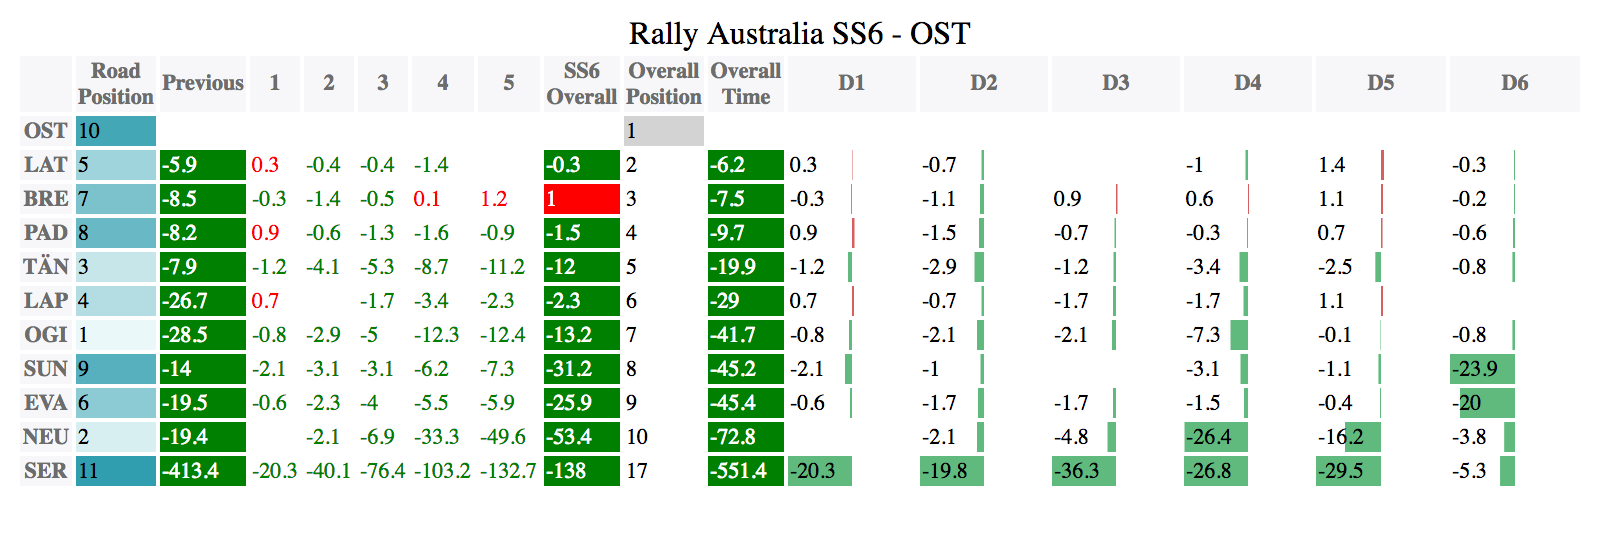 Rally Australia SS6 - OST
Road Position Previous 1 2 3 4 5 SS6 Overall Overall Position Overall Time D1 D2 D3 D4 D5 D6
OST 10 1
LAT 5 -5.9 0.3 -0.4 -0.4 -1.4 -0.3 2 -6.2 0.3 -0.7 -1 1.4 -0.3
BRE 7 -8.5 -0.3 -1.4 -0.5 0.1 1.2 1 3 -7.5 -0.3 -1.1 0.9 0.6 1.1 -0.2
PAD 8 -8.2 0.9 -0.6 -1.3 -1.6 -0.9 -1.5 4 -9.7 0.9 -1.5 -0.7 -0.3 0.7 -0.6
TÄN 3 -7.9 -1.2 -4.1 -5.3 -8.7 -11.2 -12 5 -19.9 -1.2 -2.9 -1.2 -3.4 -2.5 -0.8
LAP 4 -26.7 0.7 -1.7 -3.4 -2.3 -2.3 6 -29 0.7 -0.7 -1.7 -1.7 1.1
OGI 1 -28.5 -0.8 -2.9 -5 -12.3 -12.4 -13.2 7 -41.7 -0.8 -2.1 -2.1 -7.3 -0.1 -0.8
SUN 9 -14 -2.1 -3.1 -3.1 -6.2 -7.3 -31.2 8 -45.2 -2.1 -1 -3.1 -1.1 -23.9
EVA 6 -19.5 -0.6 -2.3 -4 -5.5 -5.9 -25.9 9 -45.4 -0.6 -1.7 -1.7 -1.5 -0.4 -20
NEU 2 -19.4 -2.1 -6.9 -33.3 -49.6 -53.4 10 -72.8 -2.1 -4.8 -26.4 -16.2 -3.8
SER 11 -413.4 -20.3 -40.1 -76.4 -103.2 -132.7 -138 17 -551.4 -20.3 -19.8 -36.3 -26.8 -29.5 -5.3